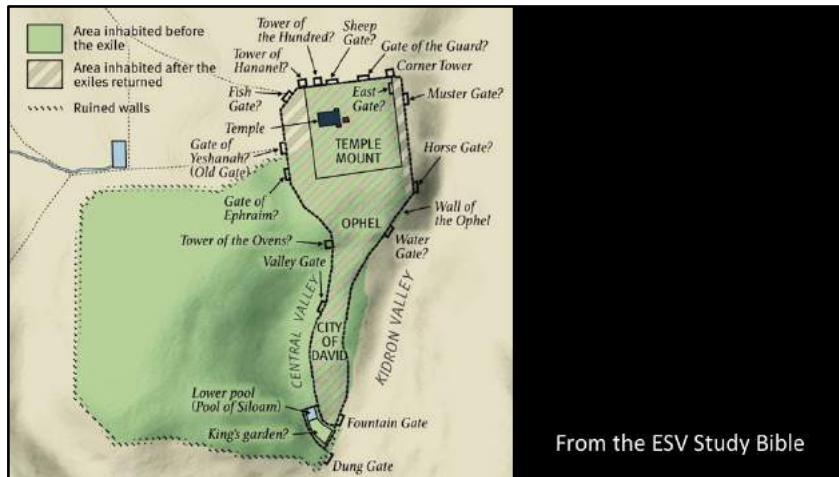 Area inhabited before
the exile
Area inhabited after the
exiles returned
Ruined walls
Tower of
the Hundred?
Sheep
Gate?
Gate of the Guard?
Tower of
Hananel?
Corner Tower
Fish
Gate?
East
Gate?
Muster Gate?
Temple
TEMPLE
MOUNT
Gate of
Yeshanah?
(Old Gate)
Horse Gate?
Gate of
Ephraim?
Wall of
the Ophel
OPHEL
Tower of the Ovens?
Water
Gate?
Valley Gate
CENTRAL VALLEY
CITY
OF
DAVID
KIDRON VALLEY
Lower pool
(Pool of Siloam)
Fountain Gate
King's garden?
Dung Gate
From the ESV Study Bible